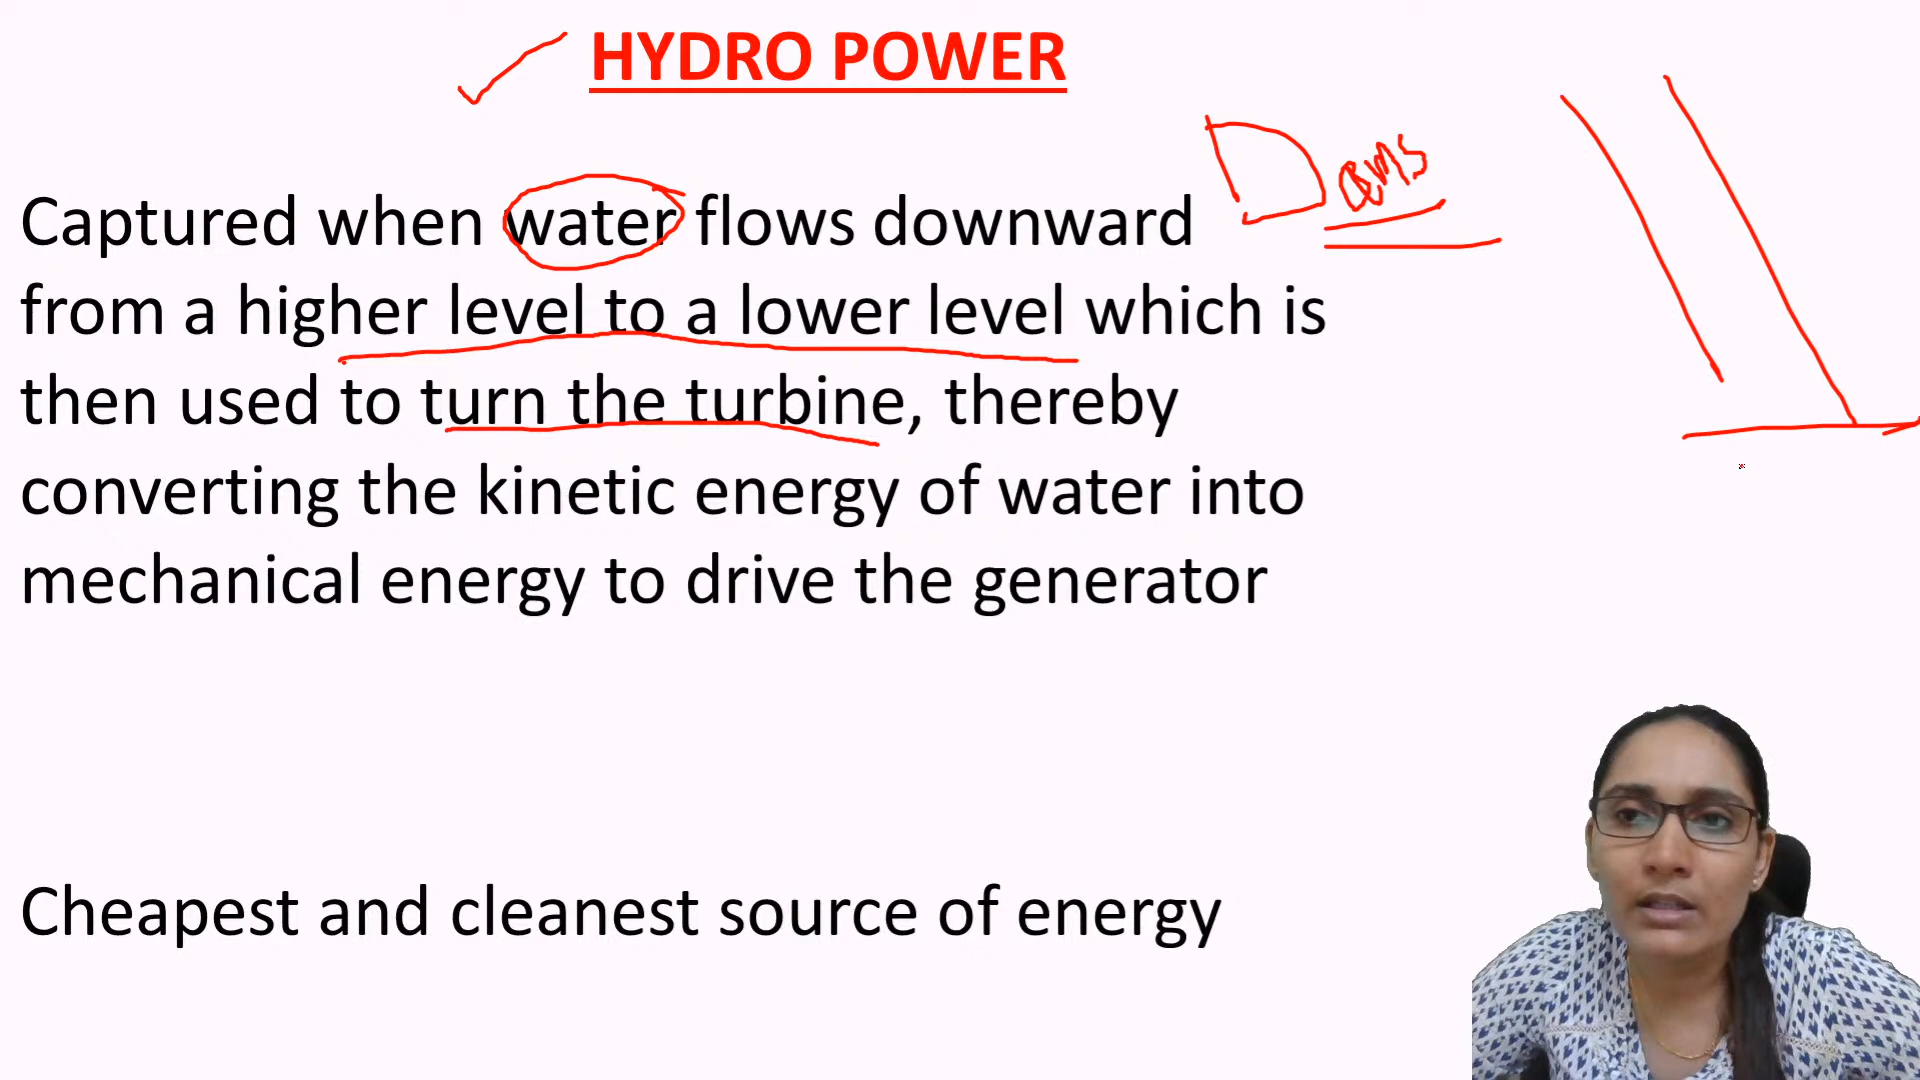 HYDRO POWER
Dams
Captured when water flows downward
from a higher level to a lower level which is
then used to turn the turbine, thereby
converting the kinetic energy of water into
mechanical energy to drive the generator
Cheapest and cleanest source of energy